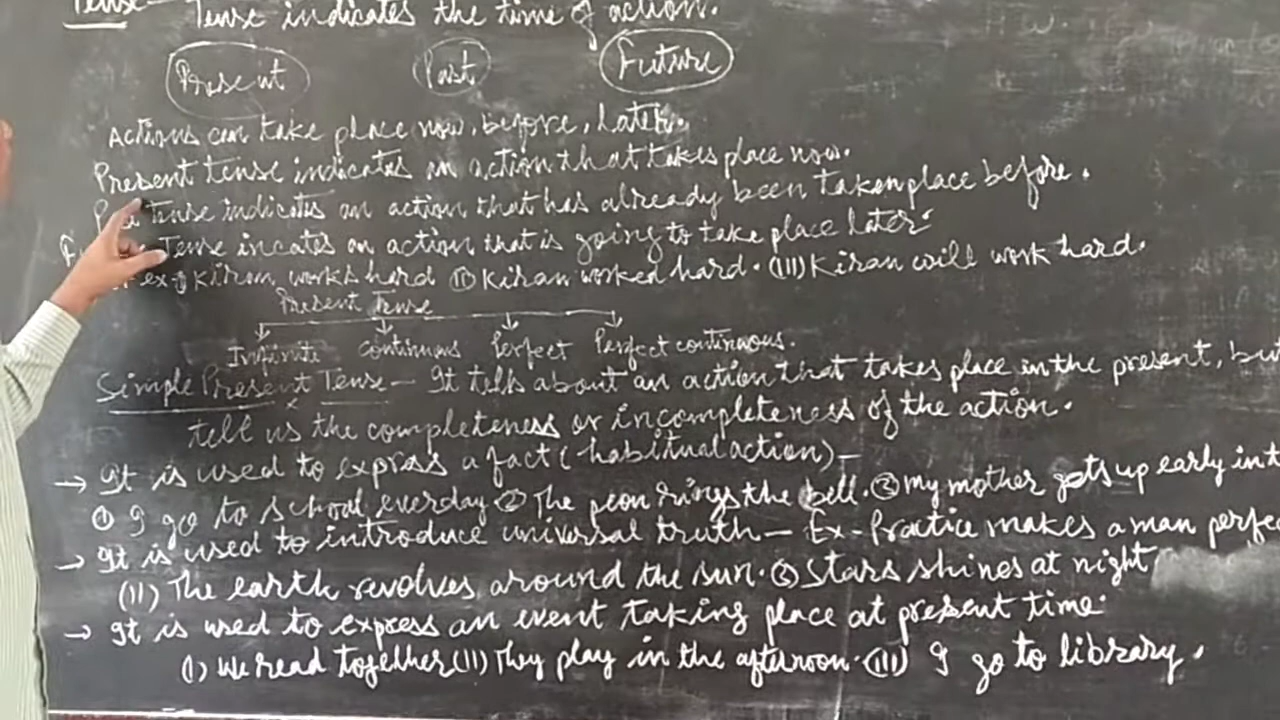 Tense — Tense indicates the time of action.
Present Past Future
Actions can take place now, before, Later.
Present tense indicates an action that takes place now.
Tense indicates an action that has already been taken place before.
Tense incates an action that is going to take place later
ex- Kiran works hard (II) Kiran worked hard. (III) Kiran will work hard.
Present Tense
Infinite continuous Perfect Perfect continuous.
Simple Present Tense — It tells about an action that takes place in the present, but
tell us the completeness or incompleteness of the action.
→ It is used to express a fact (habitual action) —
① I go to school everday ② The peon rings the bell. ③ My mother gets up early in t
→ It is used to introduce universal truth — Ex- Practice makes a man perfe
(II) The earth revolves around the sun. ③ Stars shines at night
→ It is used to express an event taking place at present time.
(I) We read together (II) They play in the afternoon. (III) I go to library.